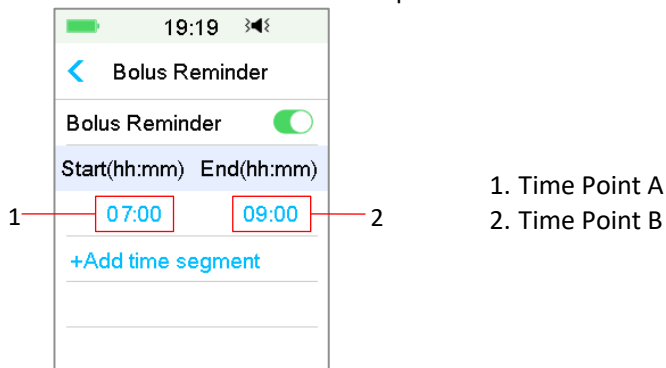 19:19
Bolus Reminder
Bolus Reminder
Start(hh:mm) End(hh:mm)
1 07:00 09:00 2
+Add time segment
1. Time Point A
2. Time Point B